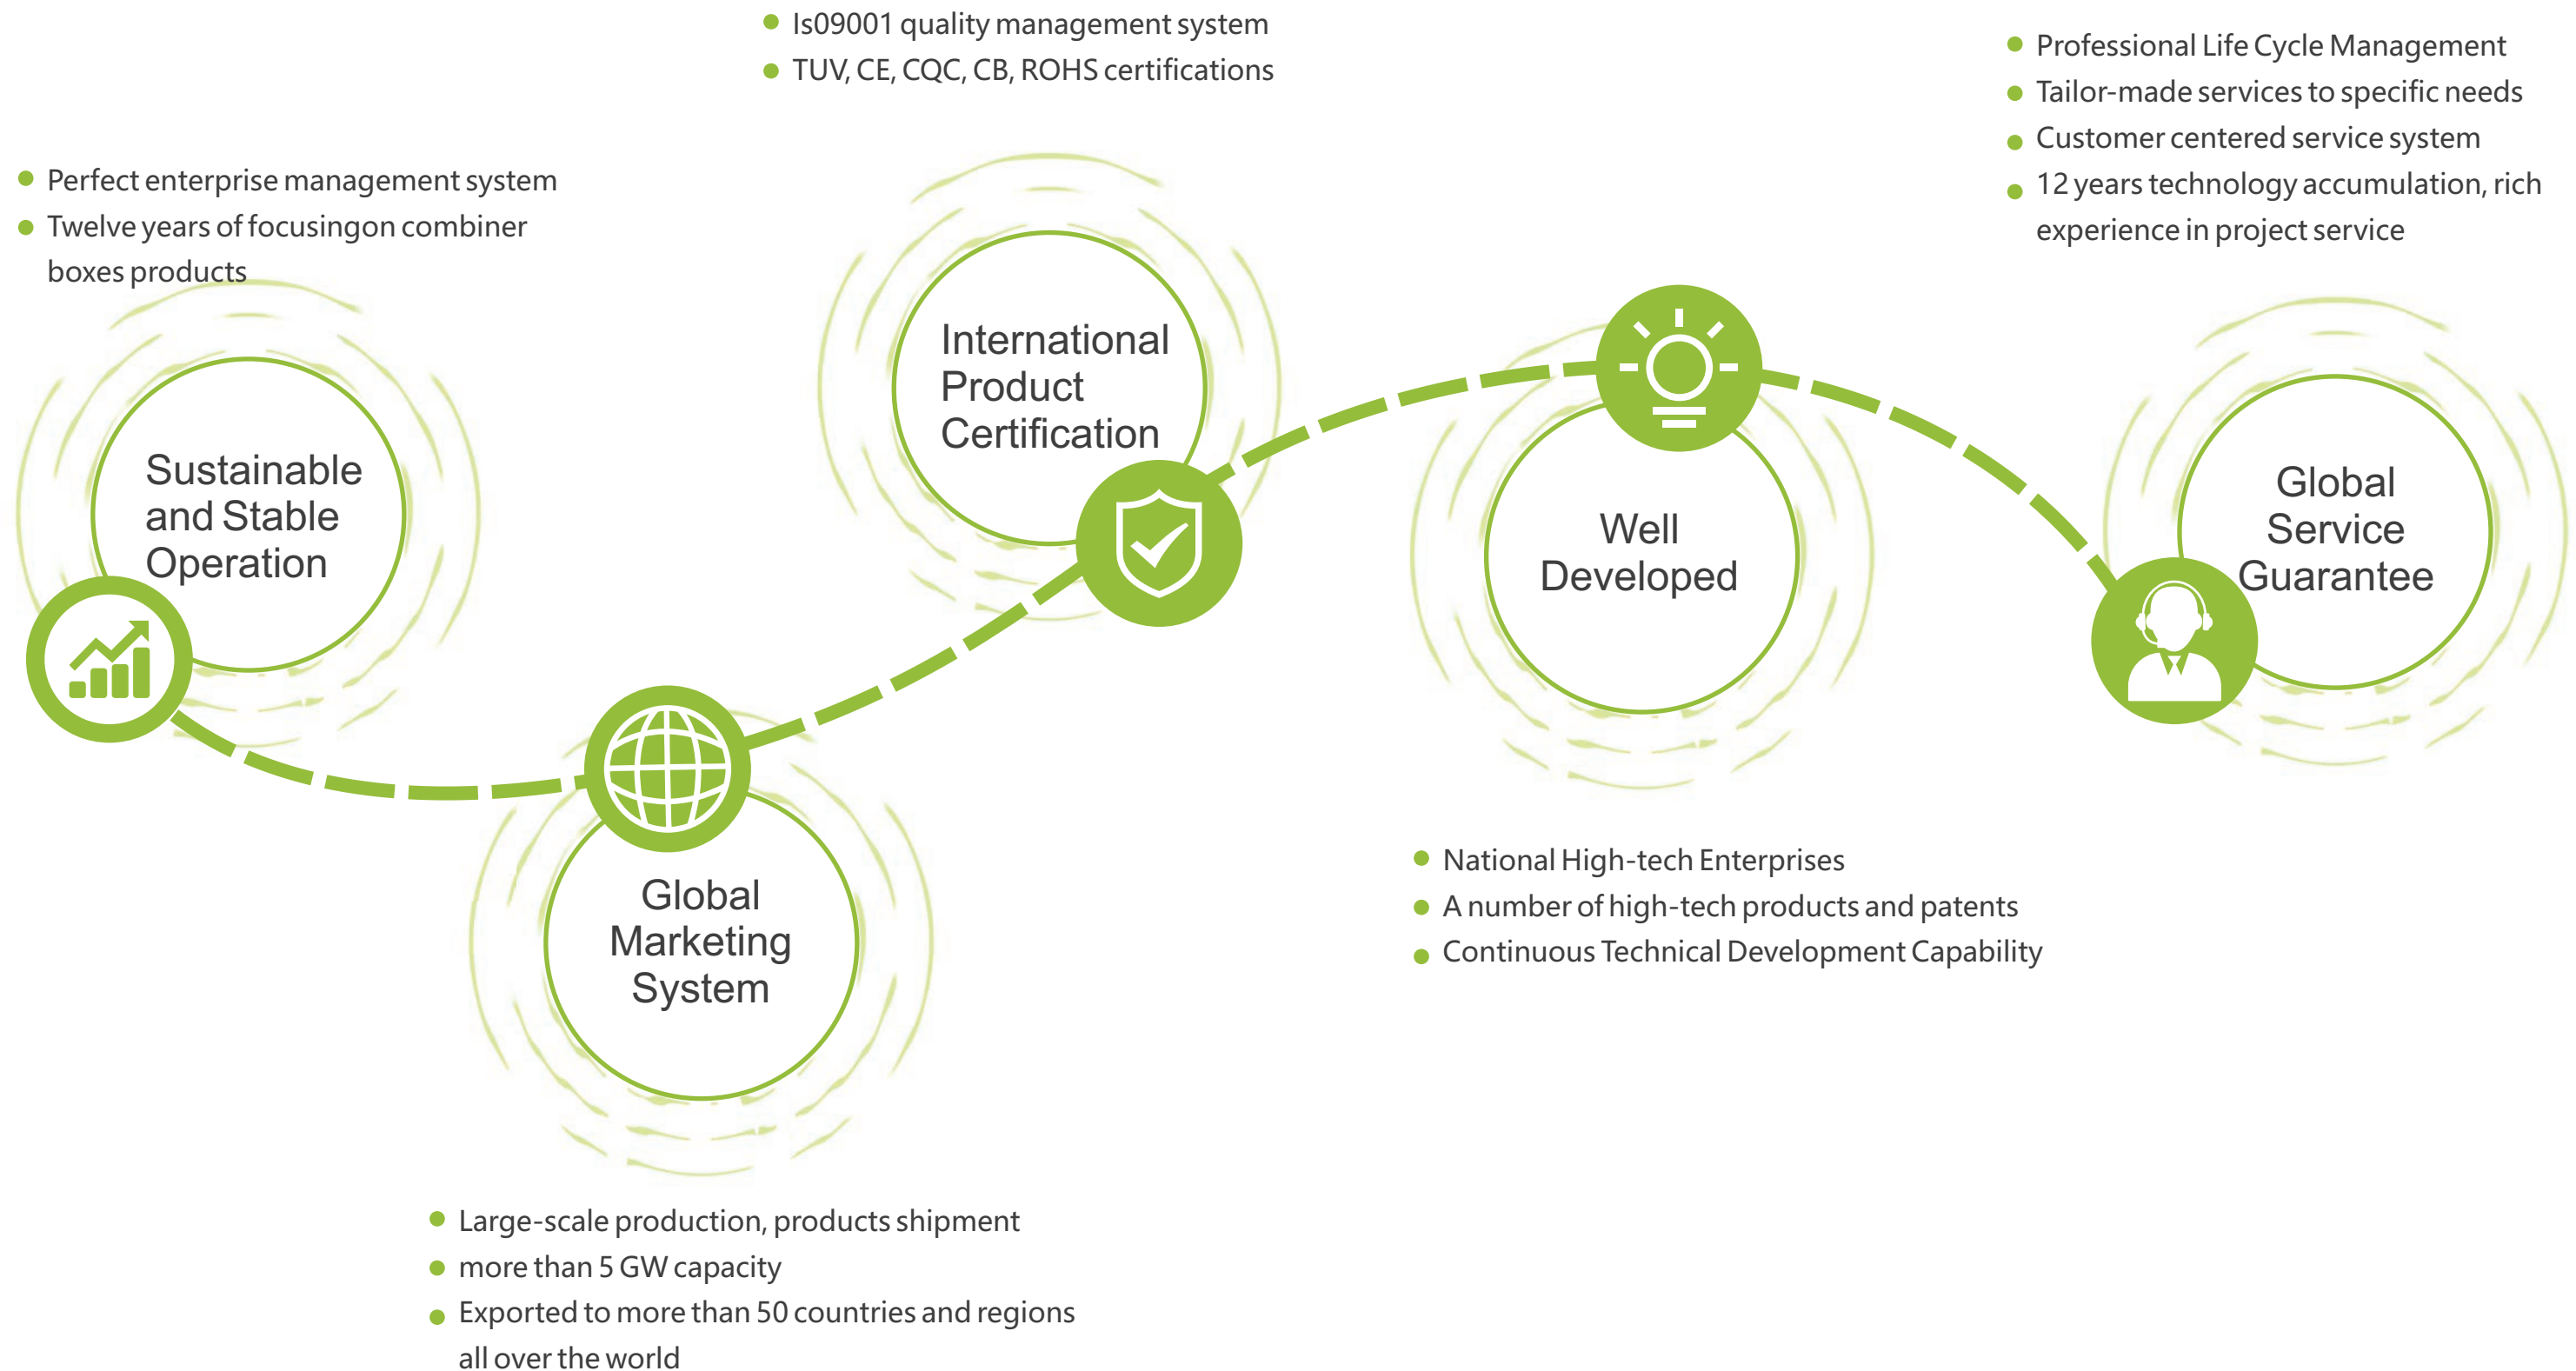 Perfect enterprise management system
Twelve years of focusingon combiner
boxes products
Sustainable
and Stable
Operation
Global
Marketing
System
Large-scale production, products shipment
more than 5 GW capacity
Exported to more than 50 countries and regions
all over the world
Is09001 quality management system
TUV, CE, CQC, CB, ROHS certifications
International
Product
Certification
Well
Developed
National High-tech Enterprises
A number of high-tech products and patents
Continuous Technical Development Capability
Professional Life Cycle Management
Tailor-made services to specific needs
Customer centered service system
12 years technology accumulation, rich
experience in project service
Global
Service
Guarantee